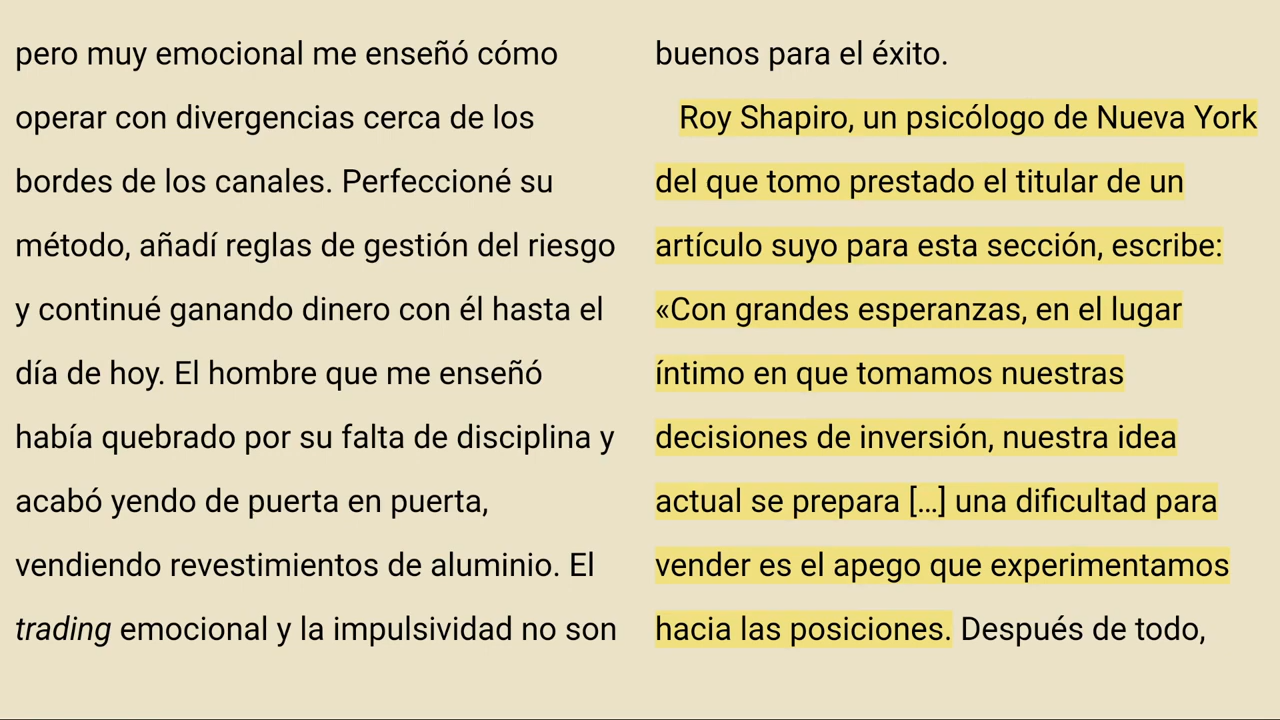 pero muy emocional me enseñó cómo
operar con divergencias cerca de los
bordes de los canales. Perfeccioné su
método, añadí reglas de gestión del riesgo
y continué ganando dinero con él hasta el
día de hoy. El hombre que me enseñó
había quebrado por su falta de disciplina y
acabó yendo de puerta en puerta,
vendiendo revestimientos de aluminio. El
trading emocional y la impulsividad no son
buenos para el éxito.
Roy Shapiro, un psicólogo de Nueva York
del que tomo prestado el titular de un
artículo suyo para esta sección, escribe:
«Con grandes esperanzas, en el lugar
íntimo en que tomamos nuestras
decisiones de inversión, nuestra idea
actual se prepara [...] una dificultad para
vender es el apego que experimentamos
hacia las posiciones. Después de todo,